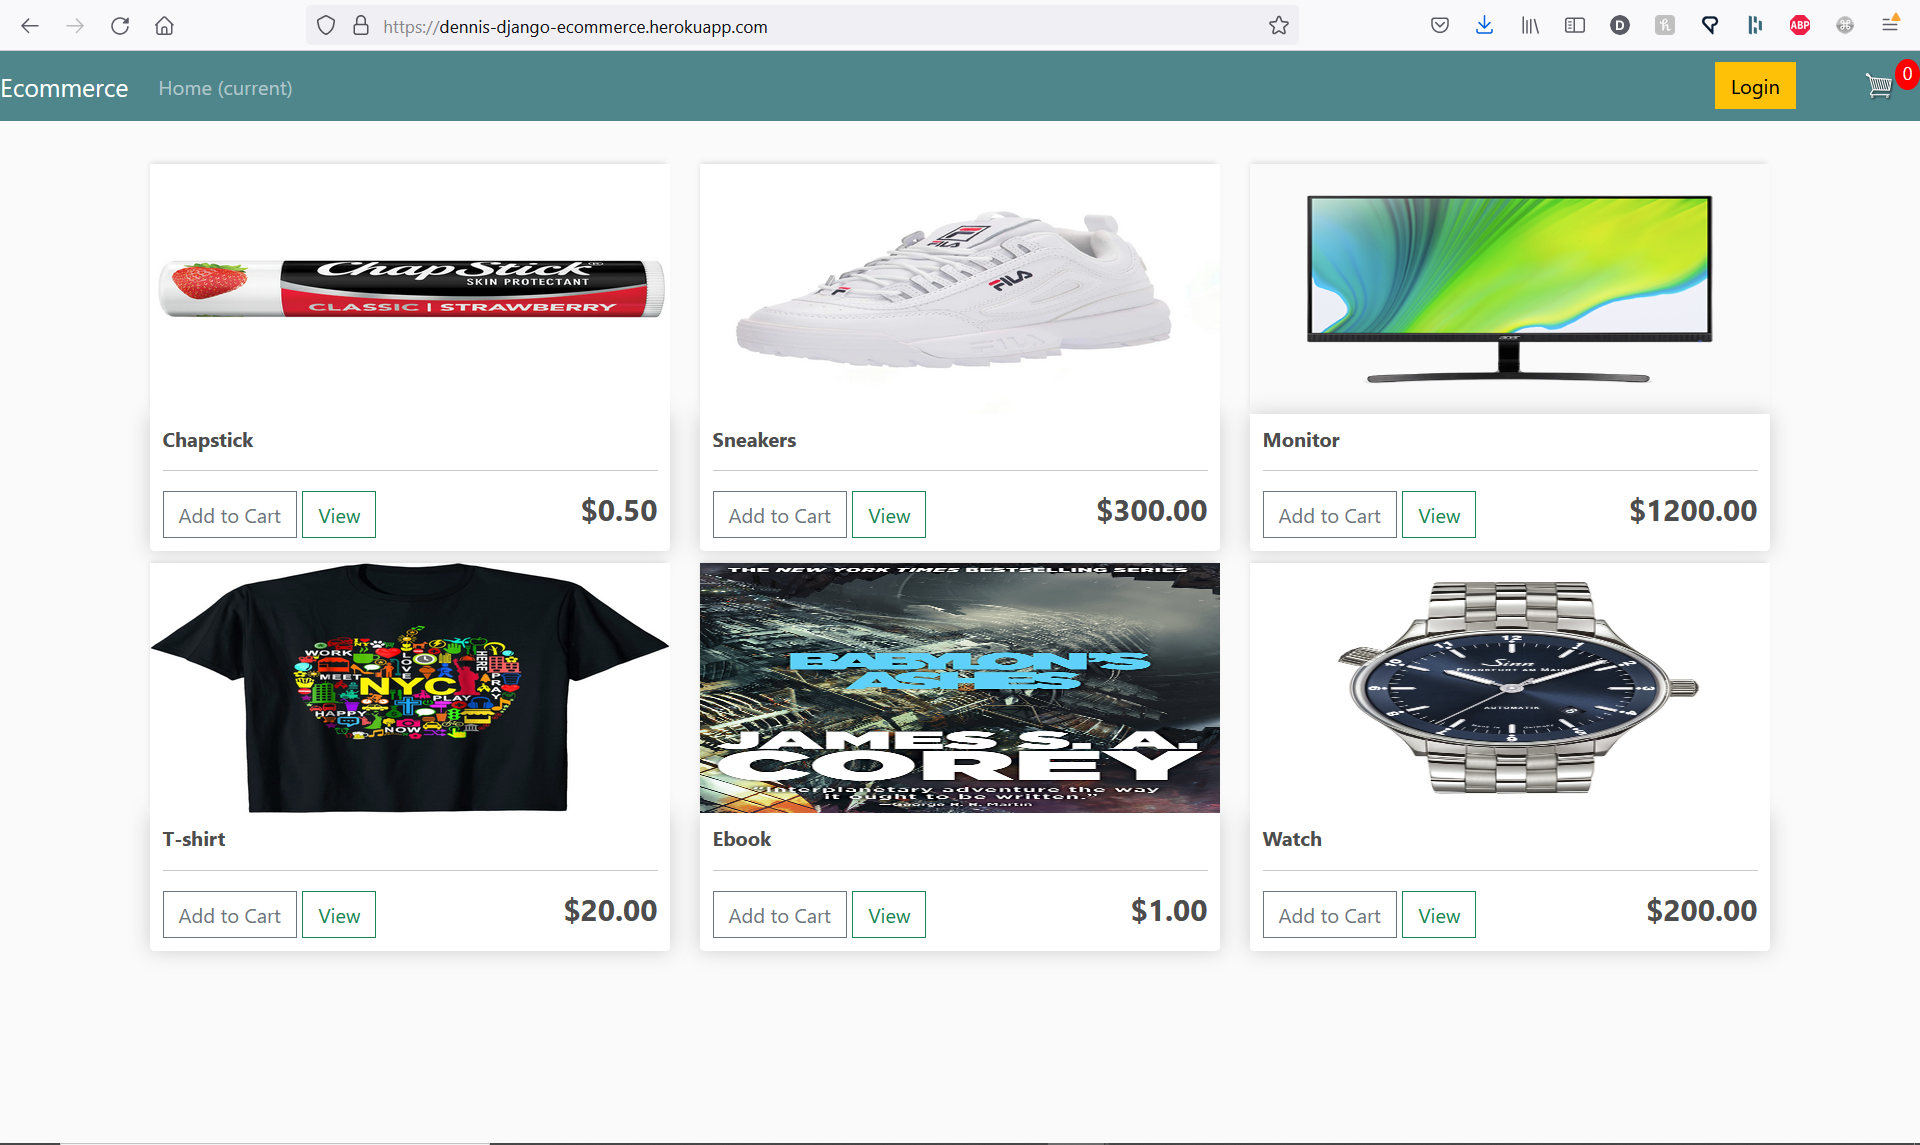 https://dennis-django-ecommerce.herokuapp.com
D
ABP
Ecommerce
Home (current)
Login
0
ChapStick®
SKIN PROTECTANT
CLASSIC | STRAWBERRY
FILA
FILA
FILA
acer
Chapstick
Sneakers
Monitor
Add to Cart
View
$0.50
Add to Cart
View
$300.00
Add to Cart
View
$1200.00
WORK
LOVE
HERE
MEET
NYC
PRAY
PLAY
HAPPY
NOW
THE NEW YORK TIMES BESTSELLING SERIES
BABYLON'S
ASHES
JAMES S. A.
COREY
"Interplanetary adventure the way
it ought to be written."
—George R. R. Martin
12
Sinn
FRANKFURT AM MAIN
AUTOMATIK
T-shirt
Ebook
Watch
Add to Cart
View
$20.00
Add to Cart
View
$1.00
Add to Cart
View
$200.00